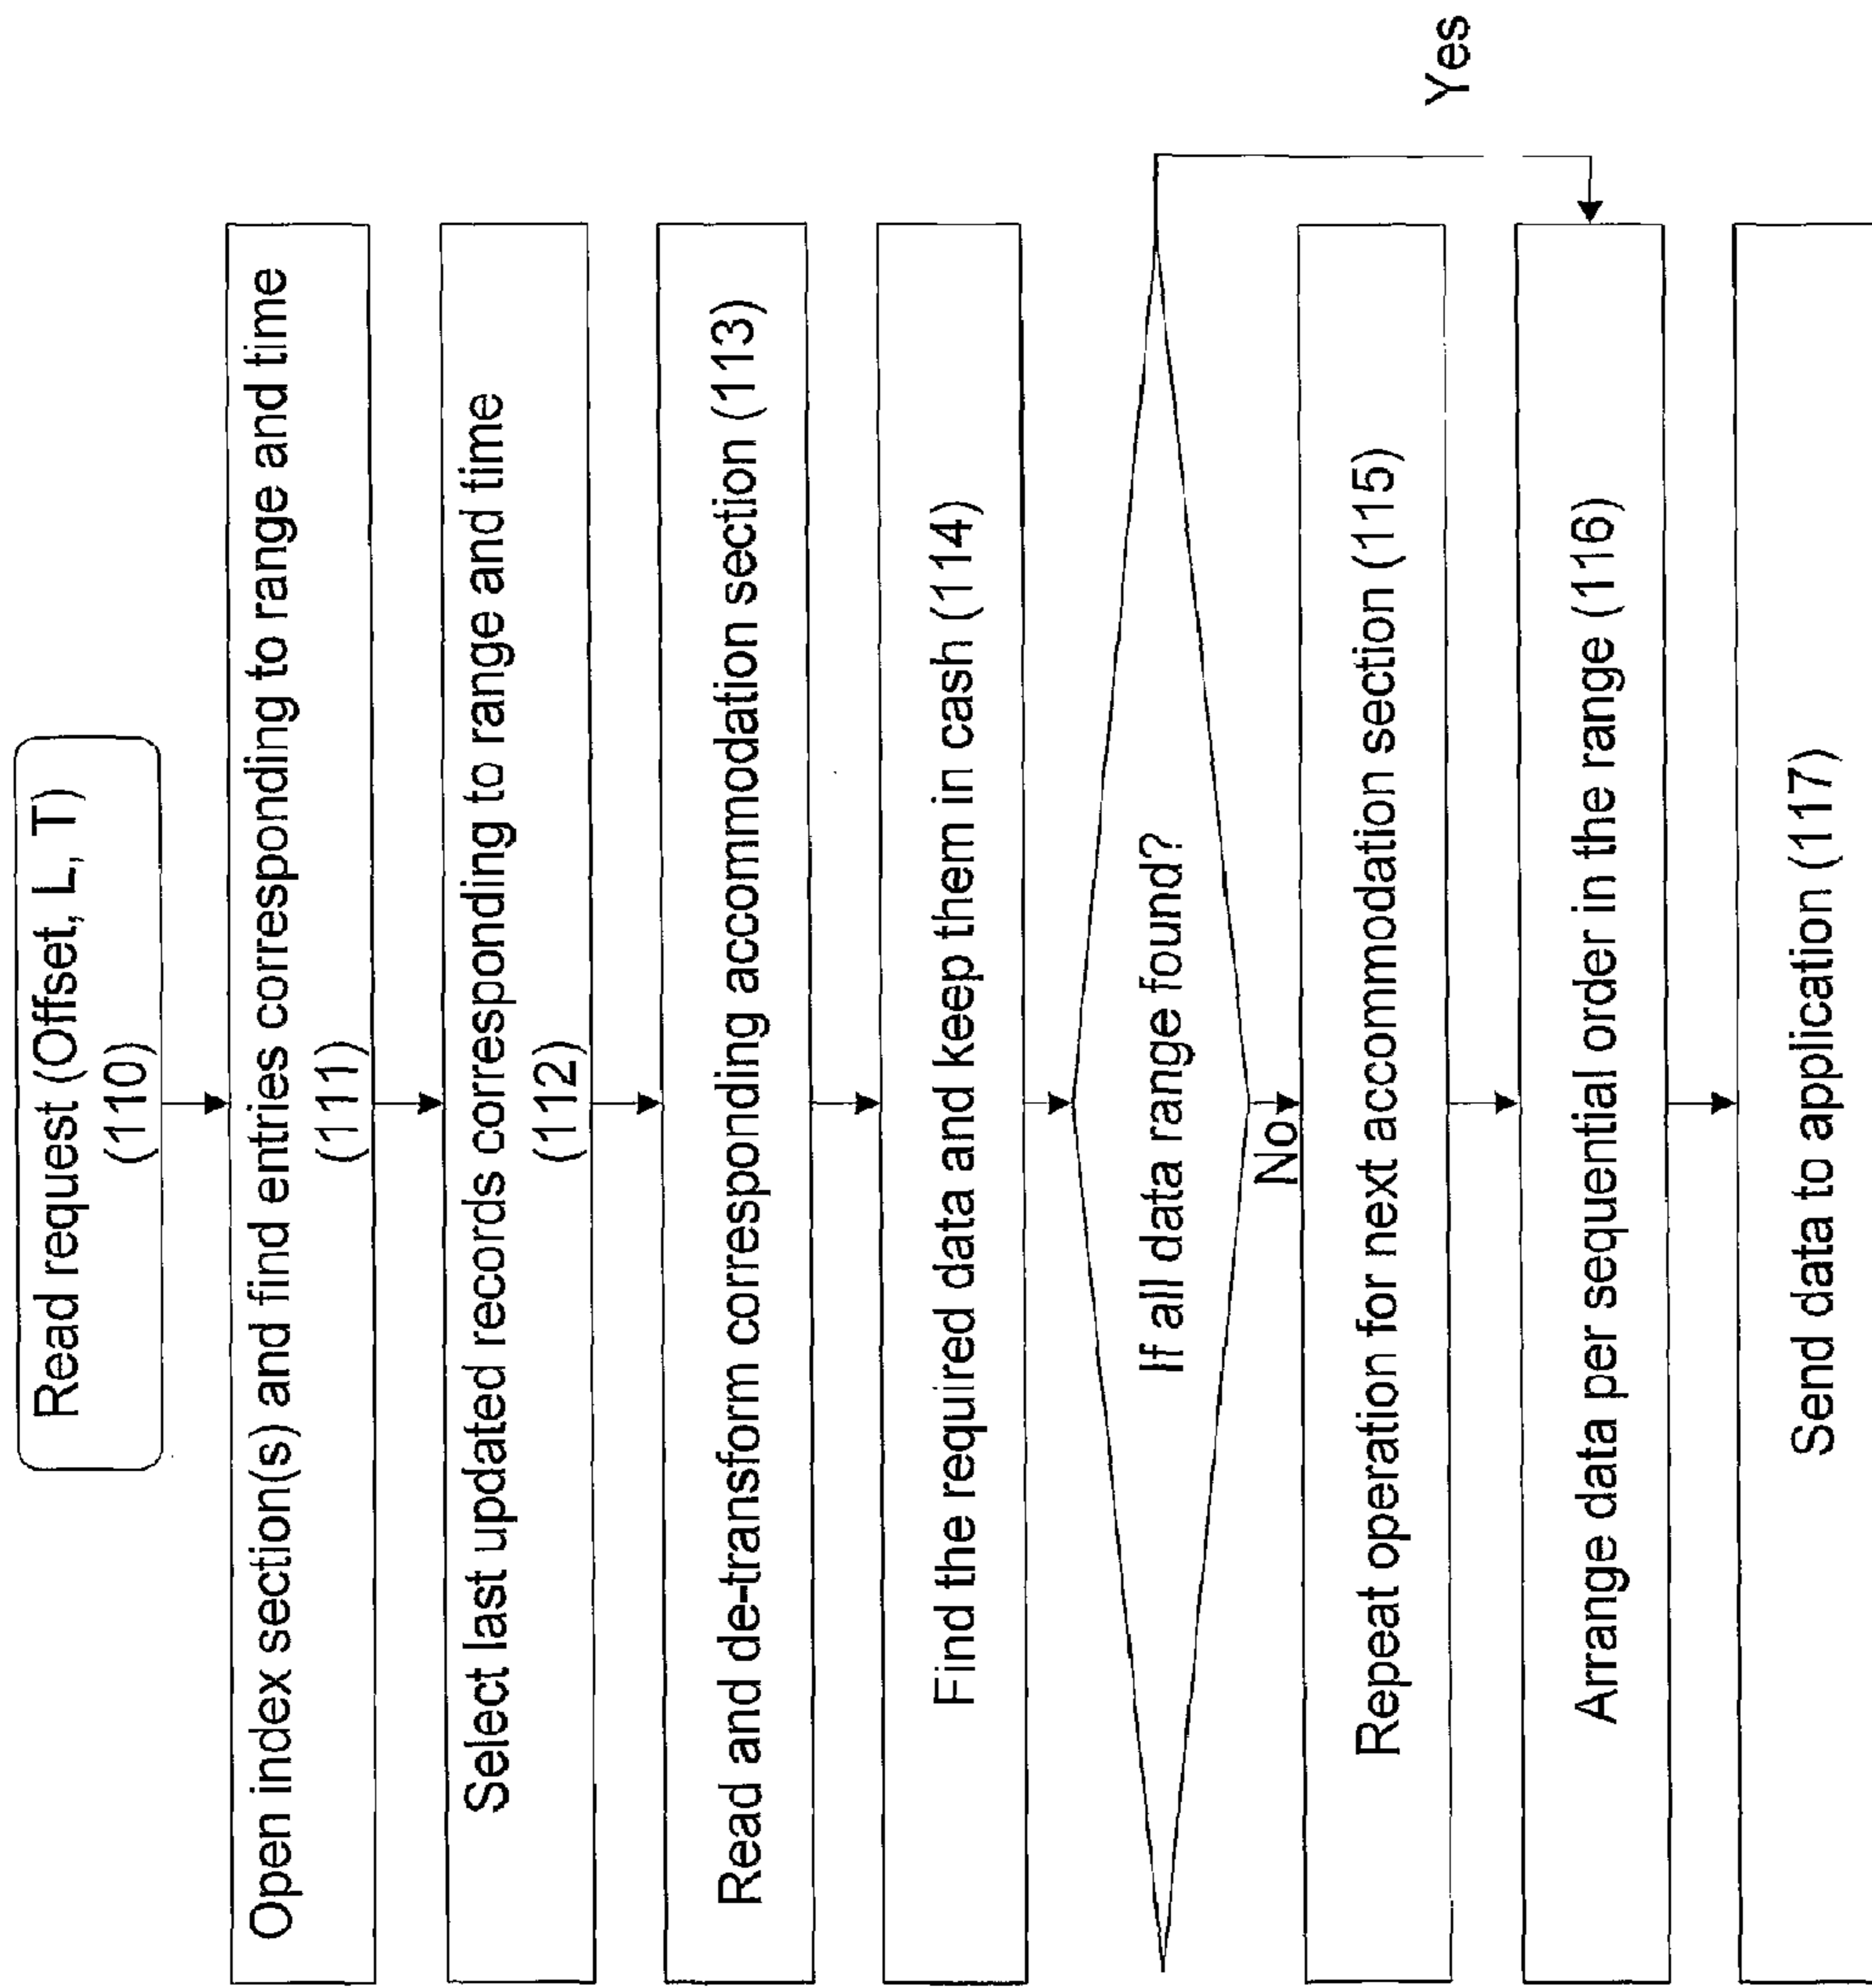 Read request (Offset, L, T)
(110)
Open index section(s) and find entries corresponding to range and time
(111)
Select last updated records corresponding to range and time
(112)
Read and de-transform corresponding accommodation section (113)
Find the required data and keep them in cash (114)
If all data range found?
Yes
No
Repeat operation for next accommodation section (115)
Arrange data per sequential order in the range (116)
Send data to application (117)